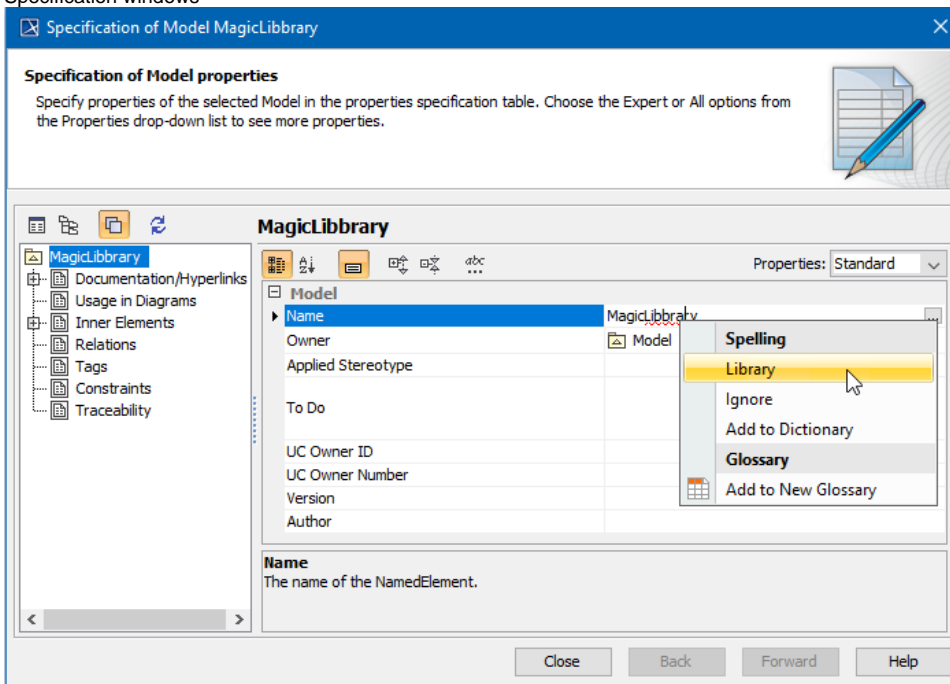 Specification windows
Specification of Model MagicLibbrary
Specification of Model properties
Specify properties of the selected Model in the properties specification table. Choose the Expert or All options from
the Properties drop-down list to see more properties.
MagicLibbrary
Properties: Standard
MagicLibbrary
Documentation/Hyperlinks
Usage in Diagrams
Inner Elements
Relations
Tags
Constraints
Traceability
Model
Name MagicLibbrary ...
Owner Model
Applied Stereotype
To Do
UC Owner ID
UC Owner Number
Version
Author
Spelling
Library
Ignore
Add to Dictionary
Glossary
Add to New Glossary
Name
The name of the NamedElement.
Close Back Forward Help